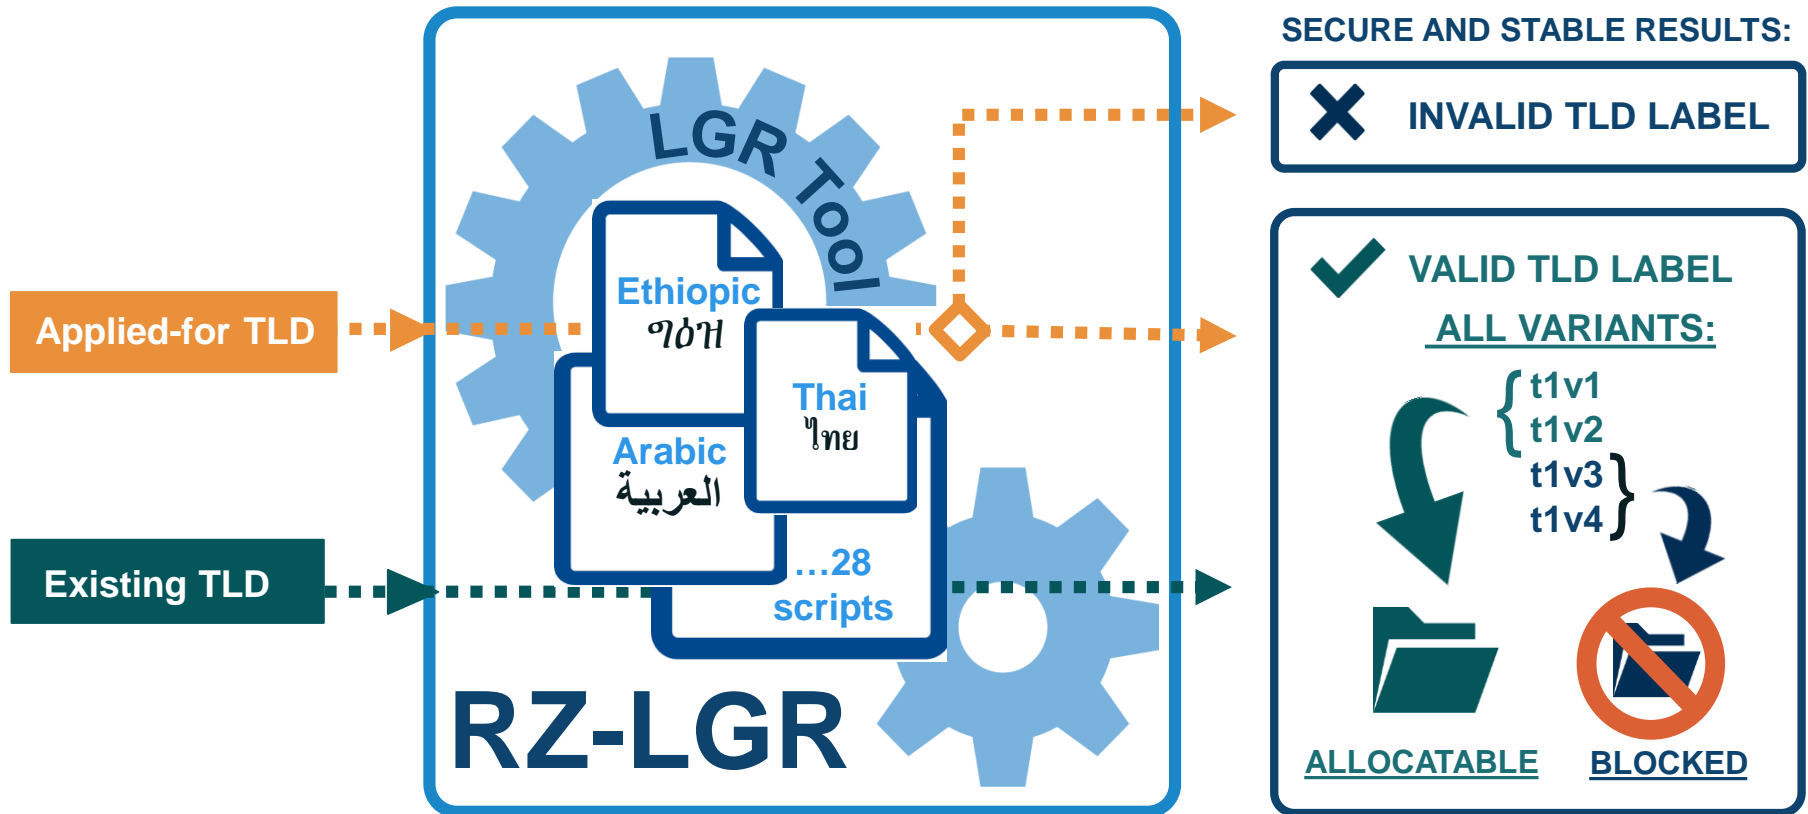 SECURE AND STABLE RESULTS:
INVALID TLD LABEL
LGR Tool
Applied-for TLD
Ethiopic
ግዕዝ
Thai
ไทย
Arabic
العربية
Existing TLD
...28
scripts
RZ-LGR
VALID TLD LABEL
ALL VARIANTS:
t1v1
t1v2
t1v3
t1v4
ALLOCATABLE
BLOCKED